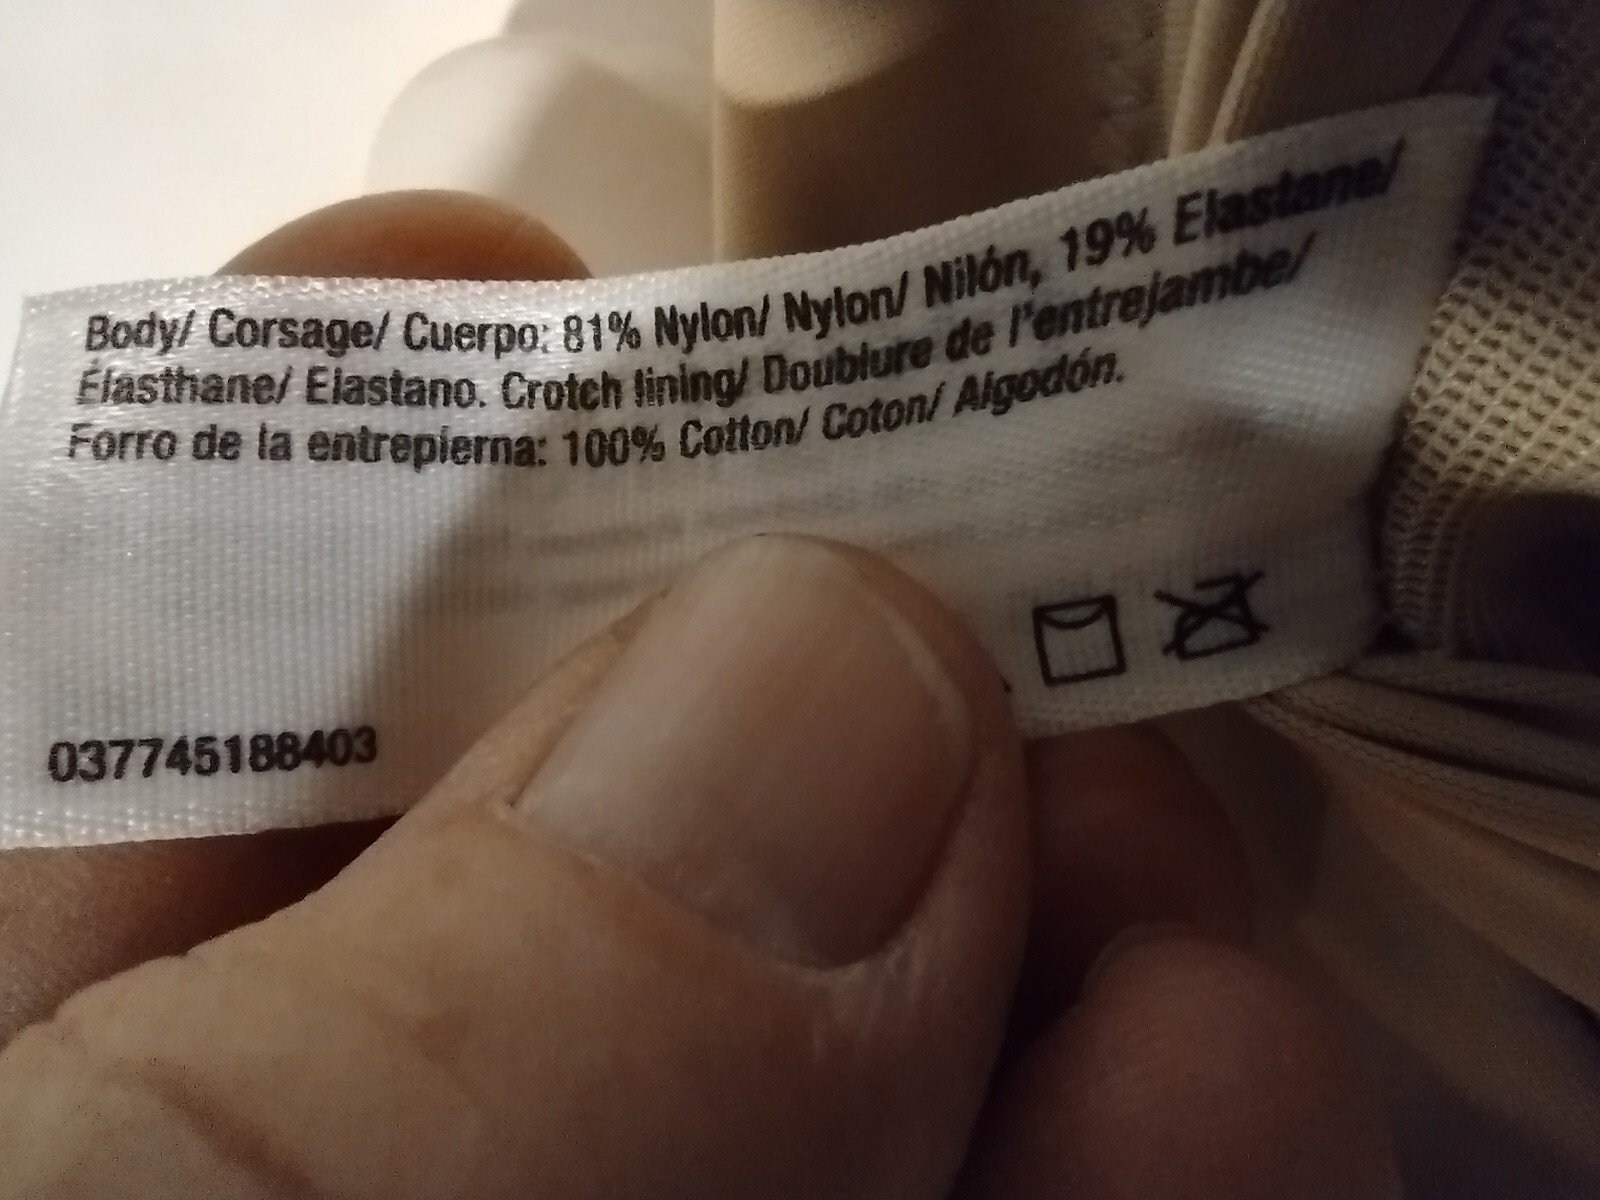 Body/ Corsage/ Cuerpo: 81% Nylon/ Nylon/ Nilón, 19% Elastane/
Élasthane/ Elastano. Crotch lining/ Doublure de l'entrejambe/
Forro de la entrepierna: 100% Cotton/ Coton/ Algodón.
037745188403